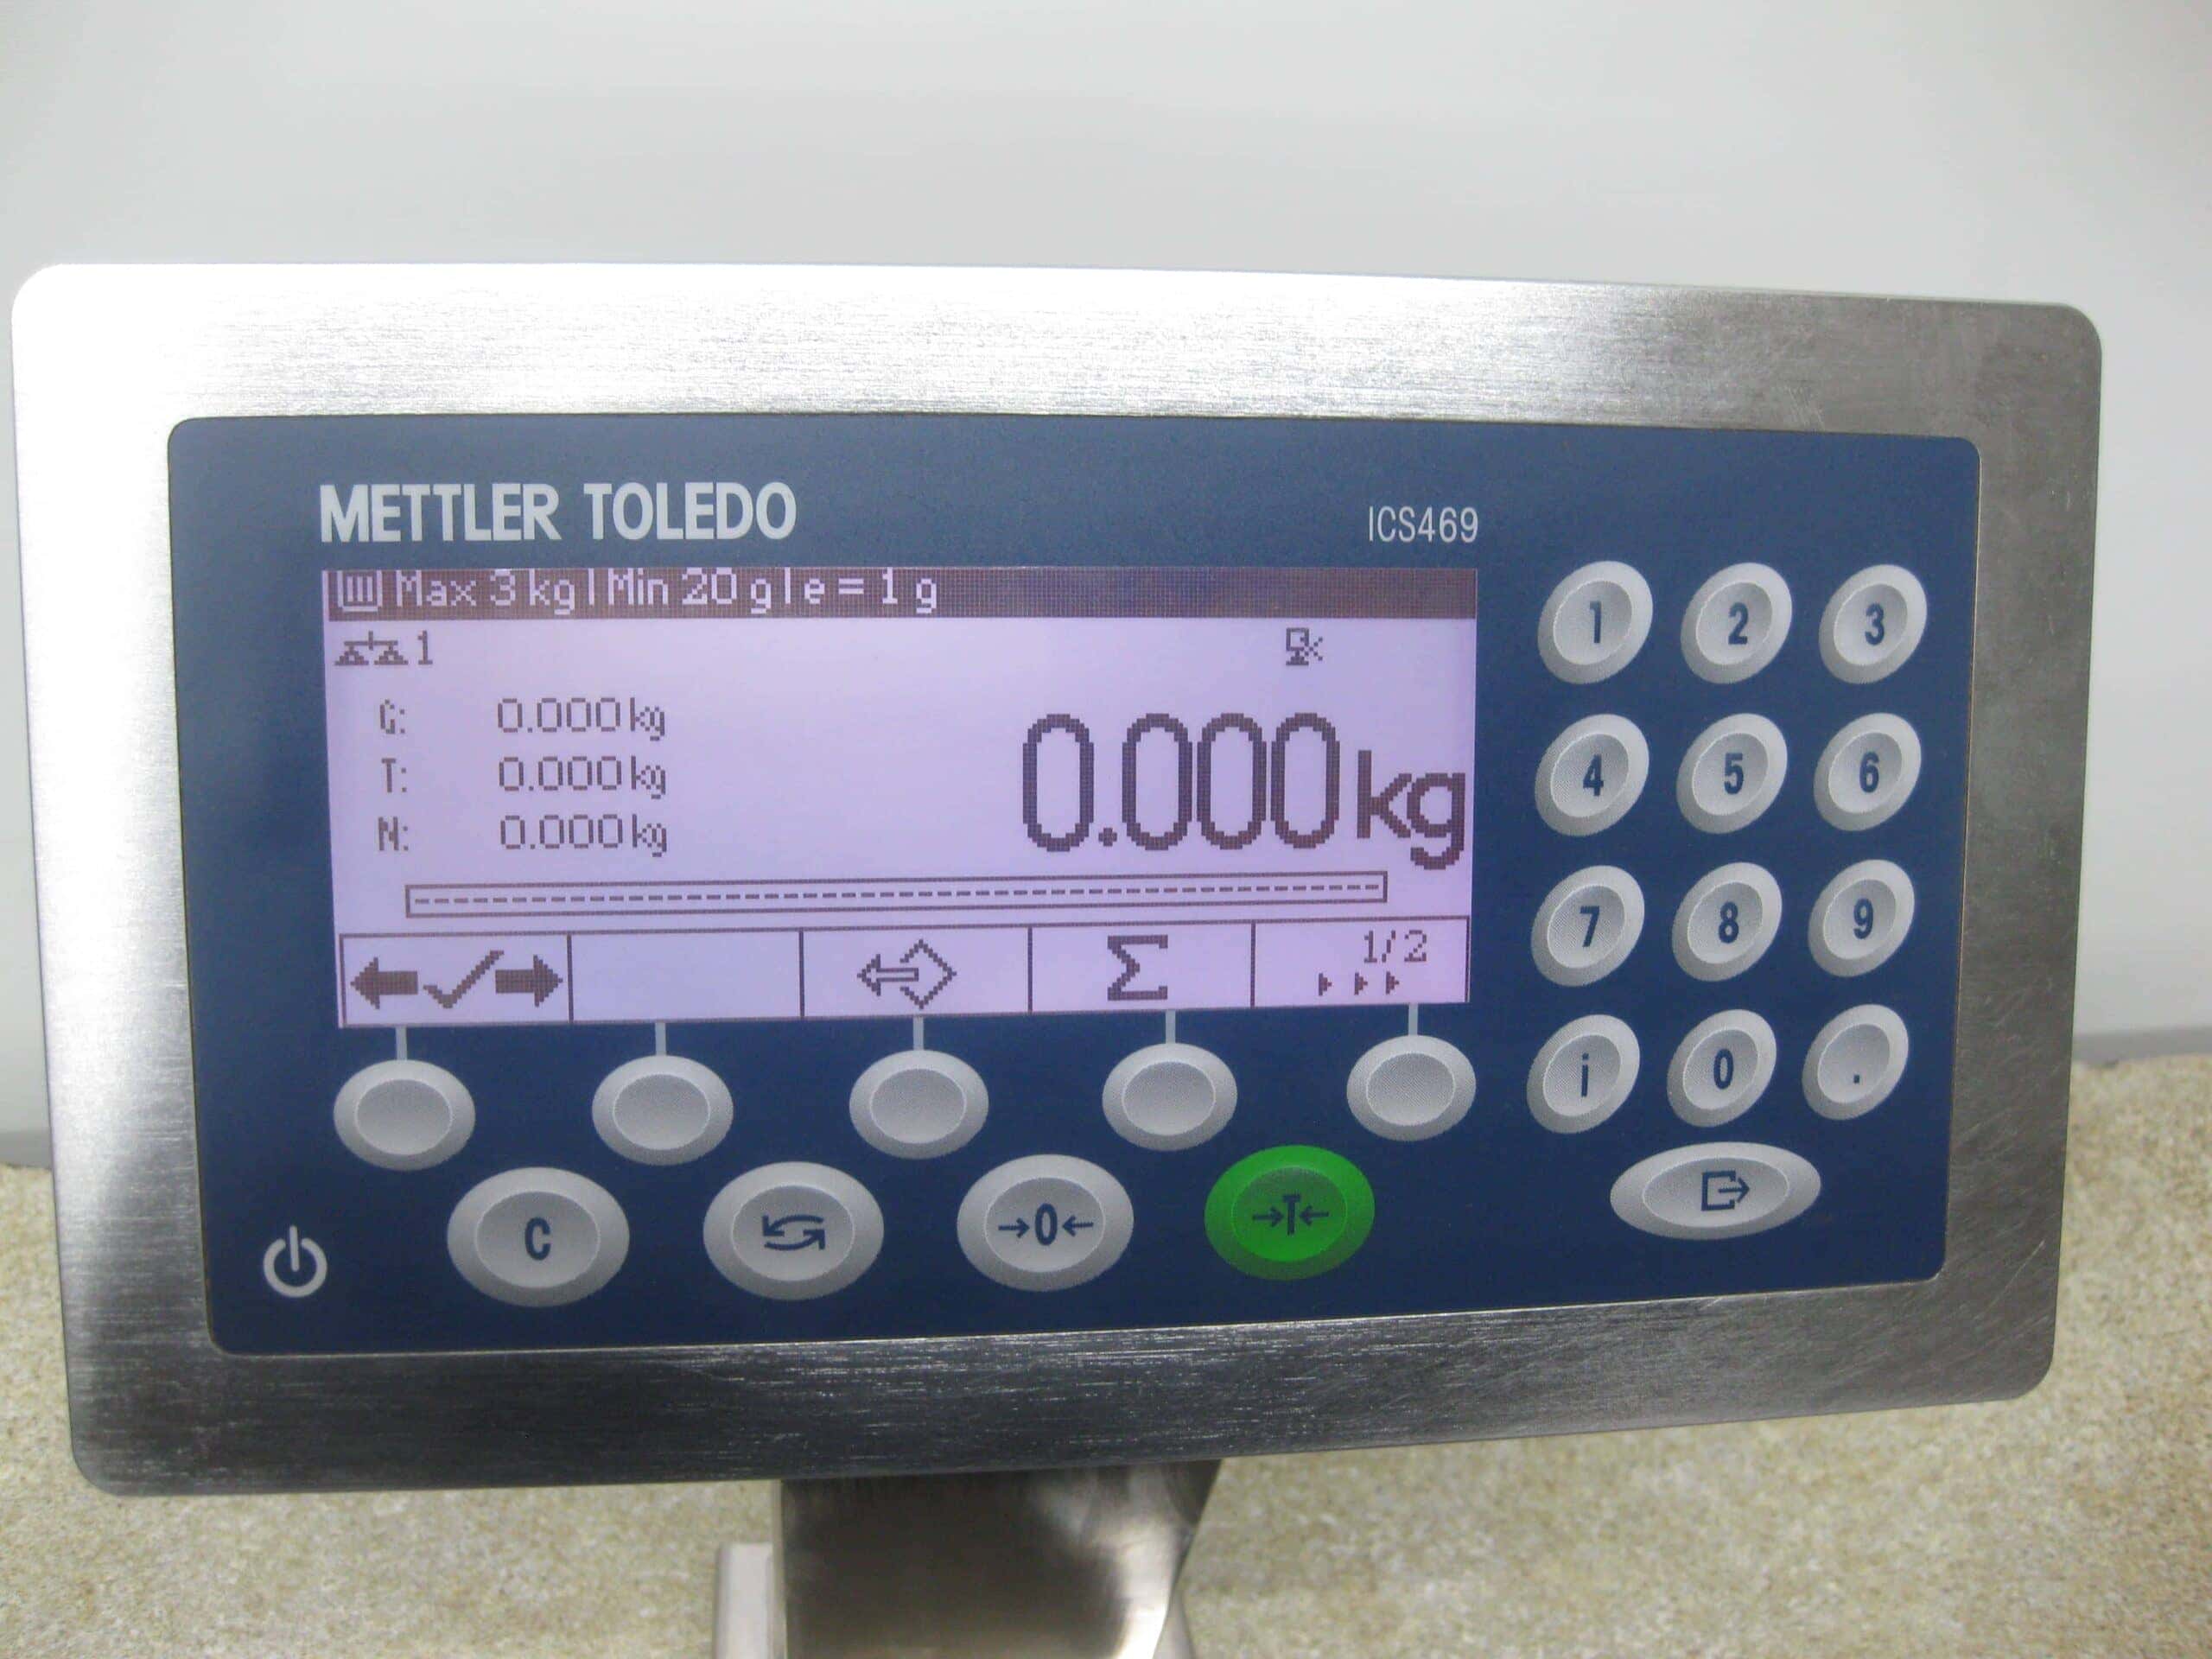 METTLER TOLEDO
ICS469
III Max 3 kg | Min 20 g | e = 1 g
1
G: 0.000 kg
T: 0.000 kg
N: 0.000 kg
0.000 kg
Σ
1/2
1 2 3
4 5 6
7 8 9
i 0 .
C
→0←
→T←